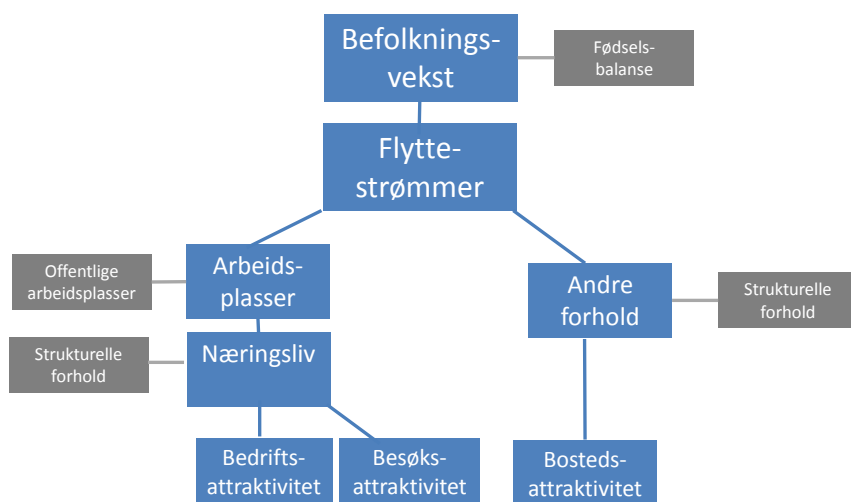 Befolknings-
vekst
Fødsels-
balanse
Flytte-
strømmer
Offentlige
arbeidsplasser
Arbeids-
plasser
Andre
forhold
Strukturelle
forhold
Strukturelle
forhold
Næringsliv
Bedrifts-
attraktivitet
Besøks-
attraktivitet
Bosteds-
attraktivitet